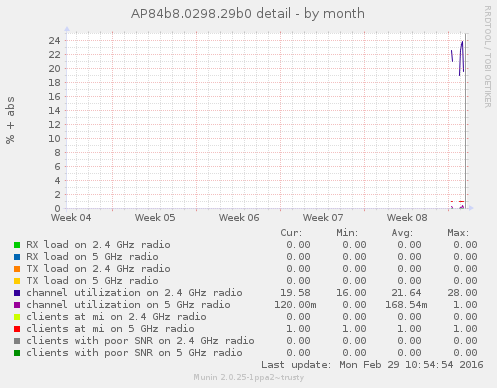 AP84b8.0298.29b0 detail - by month
RRDTOOL / TOBI OETIKER
% + abs
24
22
20
18
16
14
12
10
8
6
4
2
0
Week 04 Week 05 Week 06 Week 07 Week 08
Cur: Min: Avg: Max:
RX load on 2.4 GHz radio 0.00 0.00 0.00 0.00
RX load on 5 GHz radio 0.00 0.00 0.00 0.00
TX load on 2.4 GHz radio 0.00 0.00 0.00 0.00
TX load on 5 GHz radio 0.00 0.00 0.00 0.00
channel utilization on 2.4 GHz radio 19.58 16.00 21.64 28.00
channel utilization on 5 GHz radio 120.00m 0.00 168.54m 1.00
clients at mi on 2.4 GHz radio 0.00 0.00 0.00 0.00
clients at mi on 5 GHz radio 1.00 1.00 1.00 1.00
clients with poor SNR on 2.4 GHz radio 0.00 0.00 0.00 0.00
clients with poor SNR on 5 GHz radio 0.00 0.00 0.00 0.00
Last update: Mon Feb 29 10:54:54 2016
Munin 2.0.25-1ppa2~trusty